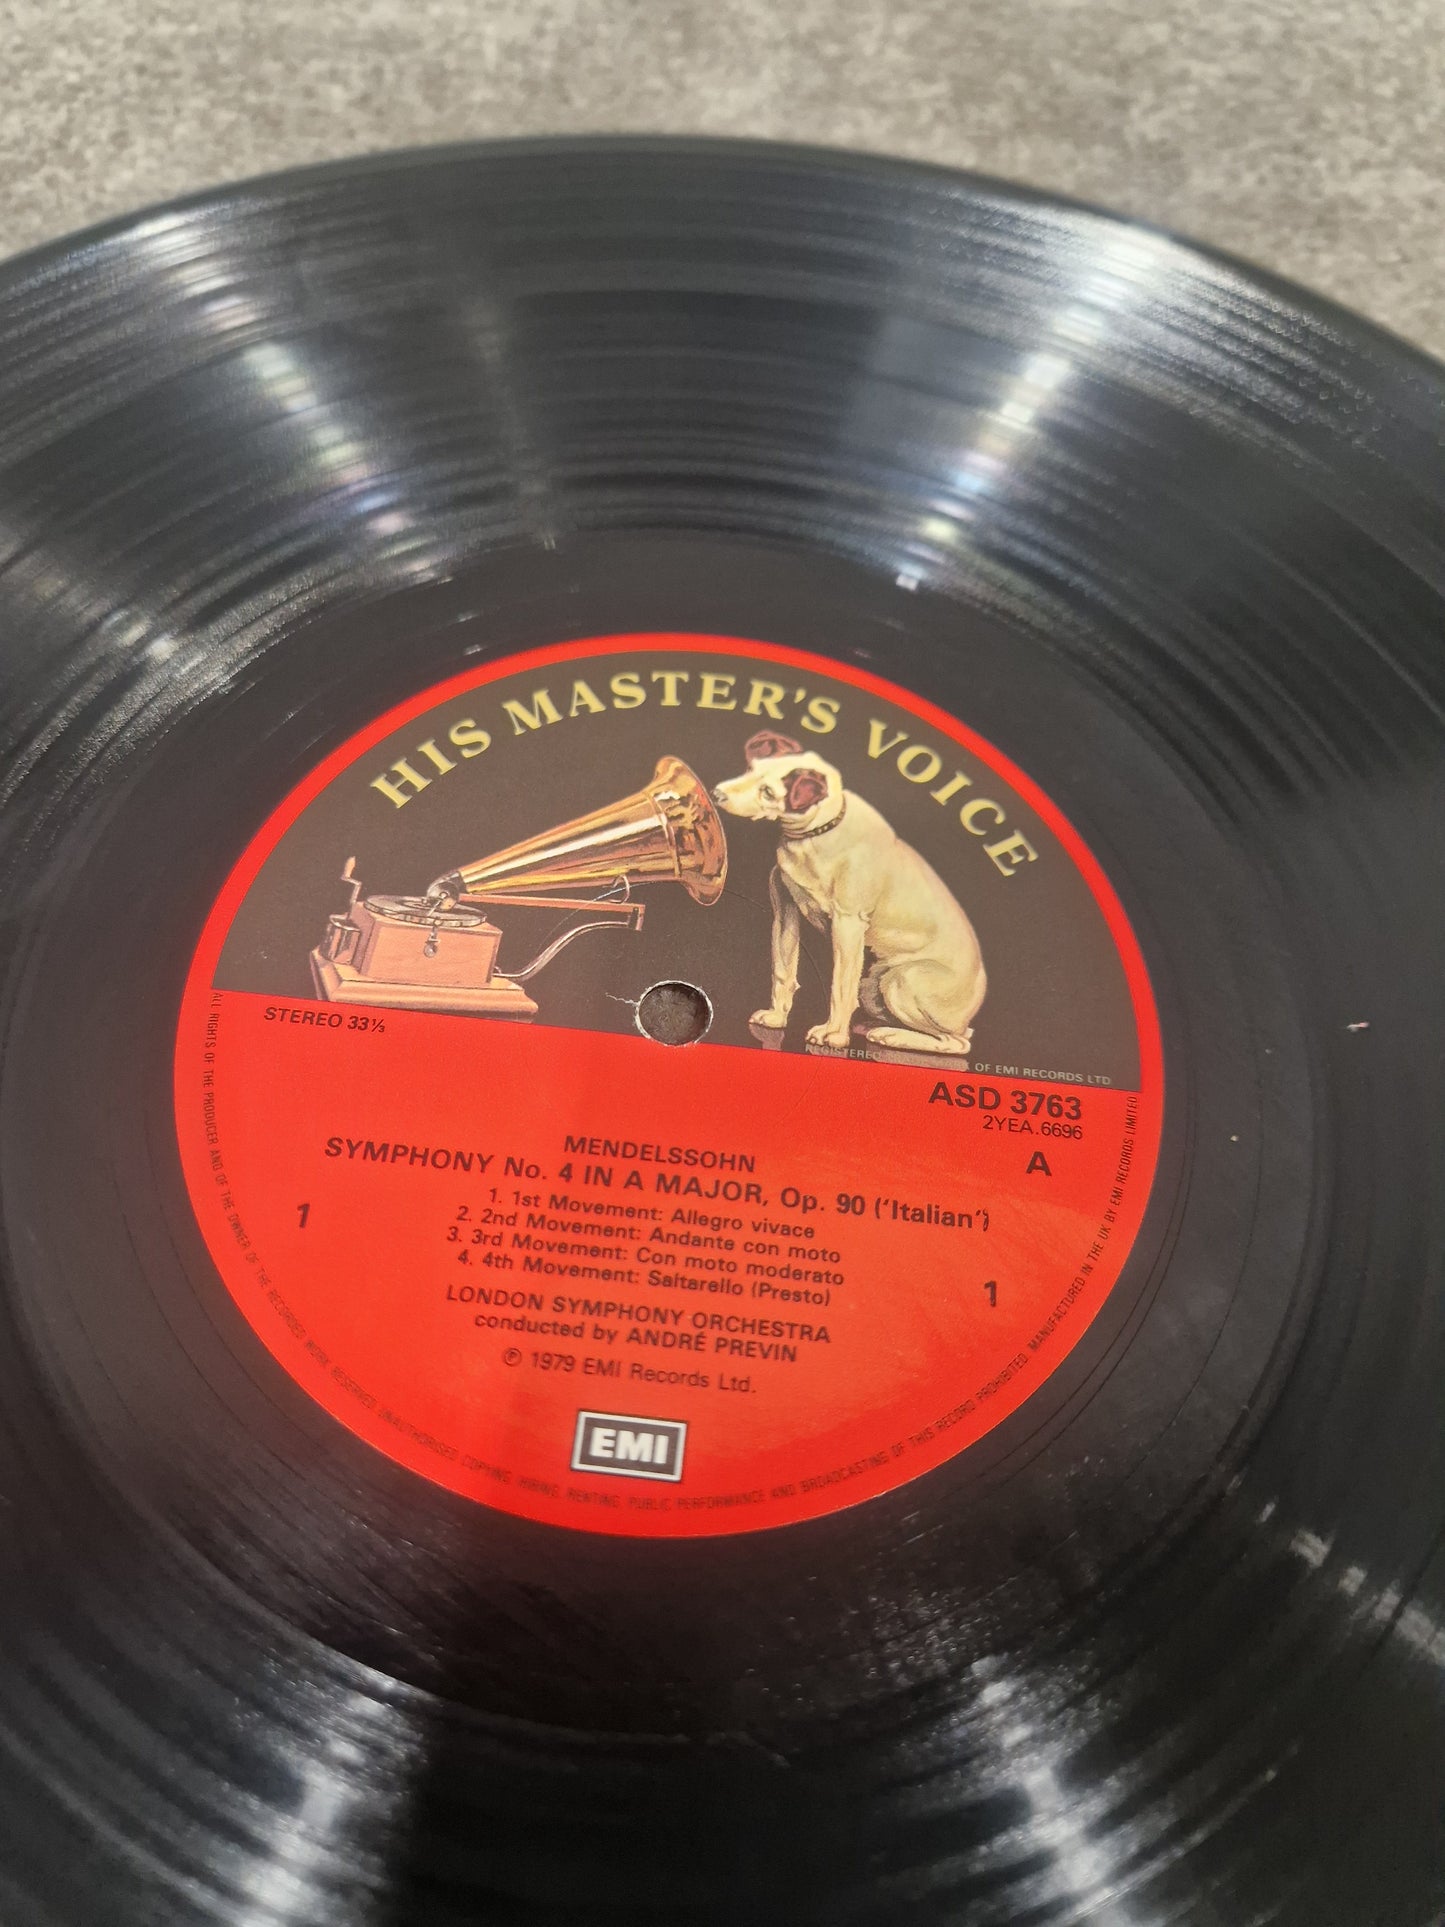 HIS MASTER'S VOICE
STEREO 33⅓
REGISTERED TRADE MARK OF EMI RECORDS LTD
ASD 3763
2YEA.6696
A
MENDELSSOHN
SYMPHONY No. 4 IN A MAJOR, Op. 90 ('Italian')
1. 1st Movement: Allegro vivace
2. 2nd Movement: Andante con moto
3. 3rd Movement: Con moto moderato
4. 4th Movement: Saltarello (Presto)
1
1
LONDON SYMPHONY ORCHESTRA
conducted by ANDRÉ PREVIN
℗ 1979 EMI Records Ltd.
EMI
ALL RIGHTS OF THE PRODUCER AND OF THE OWNER OF THE RECORDED WORK RESERVED. UNAUTHORISED COPYING, HIRING, RENTING, PUBLIC PERFORMANCE AND BROADCASTING OF THIS RECORD PROHIBITED. MANUFACTURED IN THE UK BY EMI RECORDS LIMITED